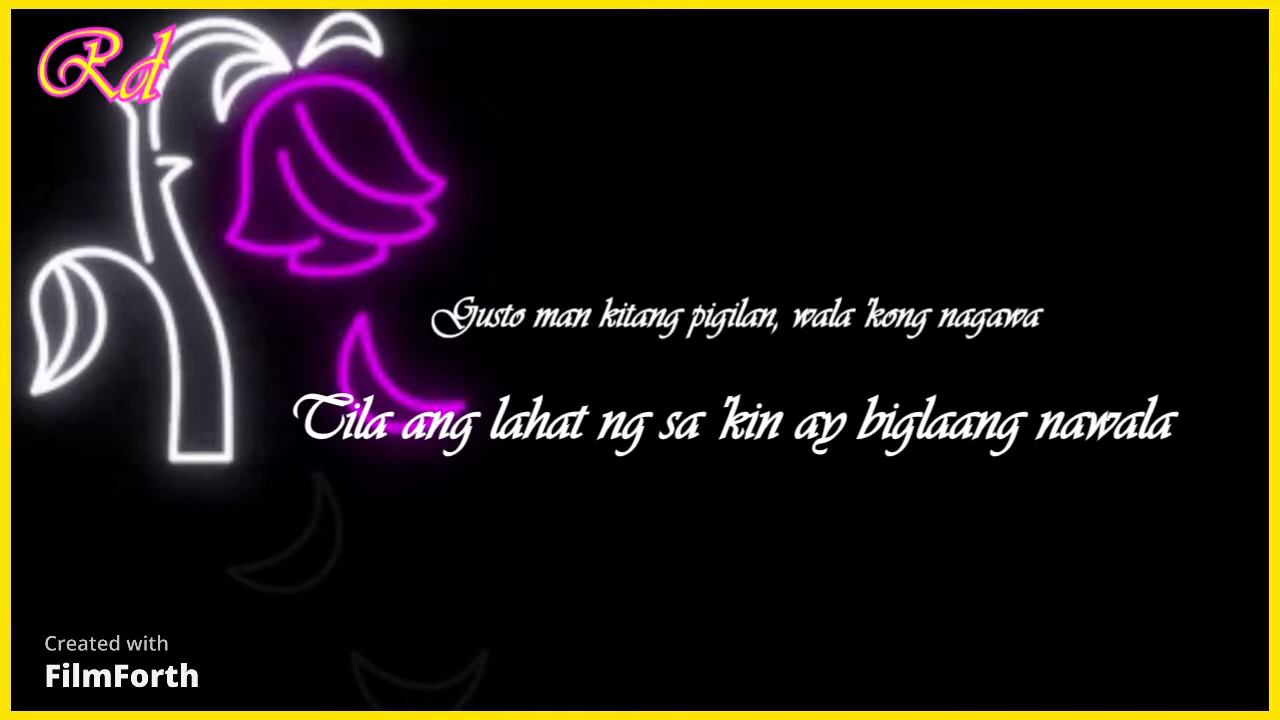 Rd
Gusto man kitang pigilan, wala 'kong nagawa
Tila ang lahat ng sa 'kin ay biglaang nawala
Created with
FilmForth